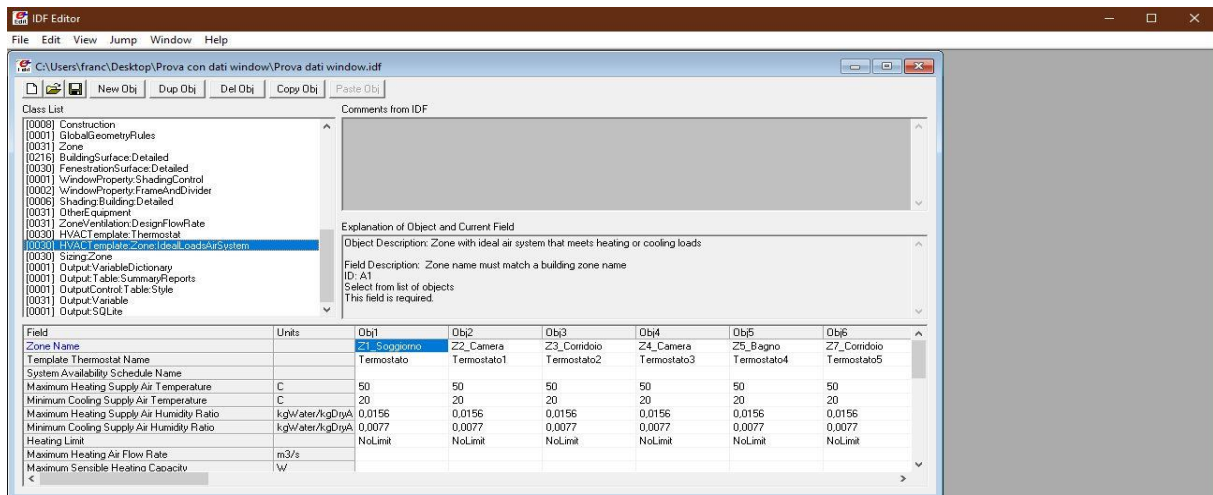 IDF Editor
File Edit View Jump Window Help
C:\Users\franc\Desktop\Prova con dati window\Prova dati window.idf
New Obj Dup Obj Del Obj Copy Obj Paste Obj
Class List
[0008] Construction
[0001] GlobalGeometryRules
[0031] Zone
[0216] BuildingSurface:Detailed
[0030] FenestrationSurface:Detailed
[0001] WindowProperty:ShadingControl
[0002] WindowProperty:FrameAndDivider
[0006] Shading:Building:Detailed
[0031] OtherEquipment
[0031] ZoneVentilation:DesignFlowRate
[0030] HVACTemplate:Thermostat
[0030] HVACTemplate:Zone:IdealLoadsAirSystem
[0030] Sizing:Zone
[0001] Output:VariableDictionary
[0001] Output:Table:SummaryReports
[0001] OutputControl:Table:Style
[0031] Output:Variable
[0001] Output:SQLite
Comments from IDF
Explanation of Object and Current Field
Object Description: Zone with ideal air system that meets heating or cooling loads
Field Description: Zone name must match a building zone name
ID: A1
Select from list of objects
This field is required.
Field Units Obj1 Obj2 Obj3 Obj4 Obj5 Obj6
Zone Name Z1_Soggiorno Z2_Camera Z3_Corridoio Z4_Camera Z5_Bagno Z7_Corridoio
Template Thermostat Name Termostato Termostato1 Termostato2 Termostato3 Termostato4 Termostato5
System Availability Schedule Name
Maximum Heating Supply Air Temperature C 50 50 50 50 50 50
Minimum Cooling Supply Air Temperature C 20 20 20 20 20 20
Maximum Heating Supply Air Humidity Ratio kgWater/kgDryA 0,0156 0,0156 0,0156 0,0156 0,0156 0,0156
Minimum Cooling Supply Air Humidity Ratio kgWater/kgDryA 0,0077 0,0077 0,0077 0,0077 0,0077 0,0077
Heating Limit NoLimit NoLimit NoLimit NoLimit NoLimit NoLimit
Maximum Heating Air Flow Rate m3/s
Maximum Sensible Heating Capacity W